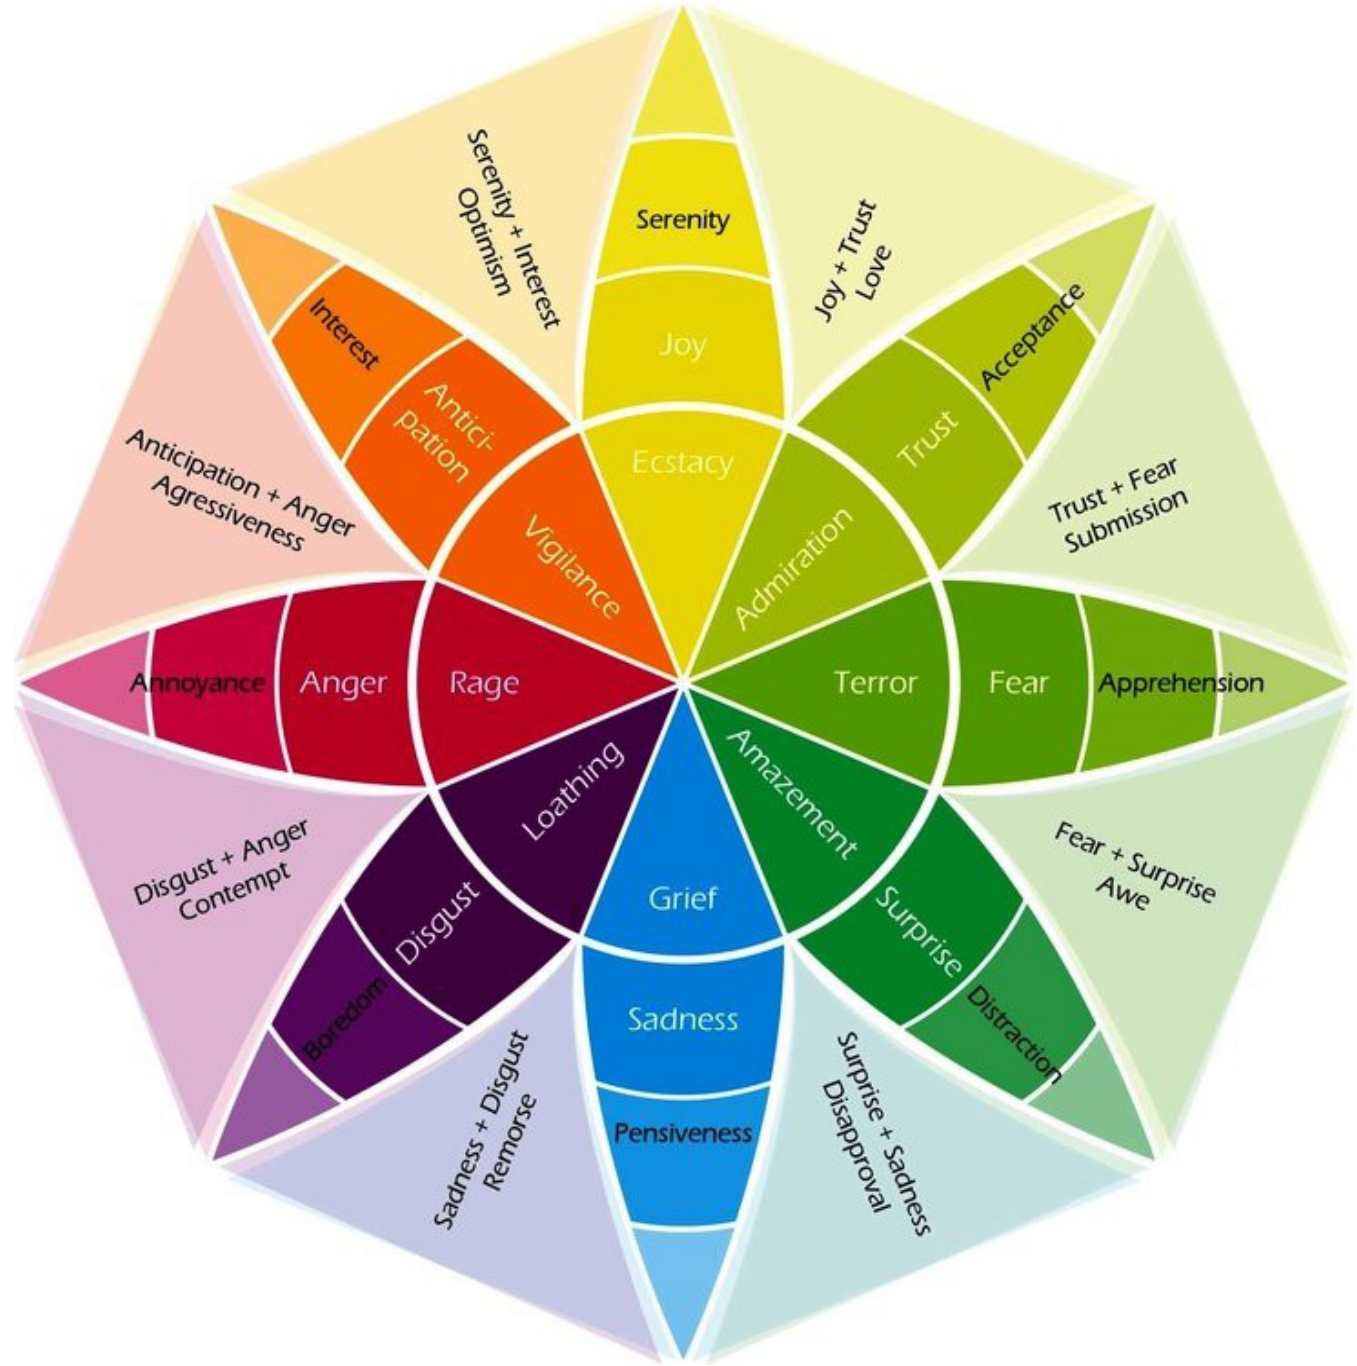 Serenity + Interest
Optimism
Serenity
Joy
Ecstacy
Joy + Trust
Love
Acceptance
Trust
Admiration
Trust + Fear
Submission
Terror
Fear
Apprehension
Fear + Surprise
Awe
Amazement
Surprise
Distraction
Surprise + Sadness
Disapproval
Grief
Sadness
Pensiveness
Sadness + Disgust
Remorse
Loathing
Disgust
Boredom
Disgust + Anger
Contempt
Annoyance
Anger
Rage
Anticipation + Anger
Agressiveness
Interest
Antici-
pation
Vigilance